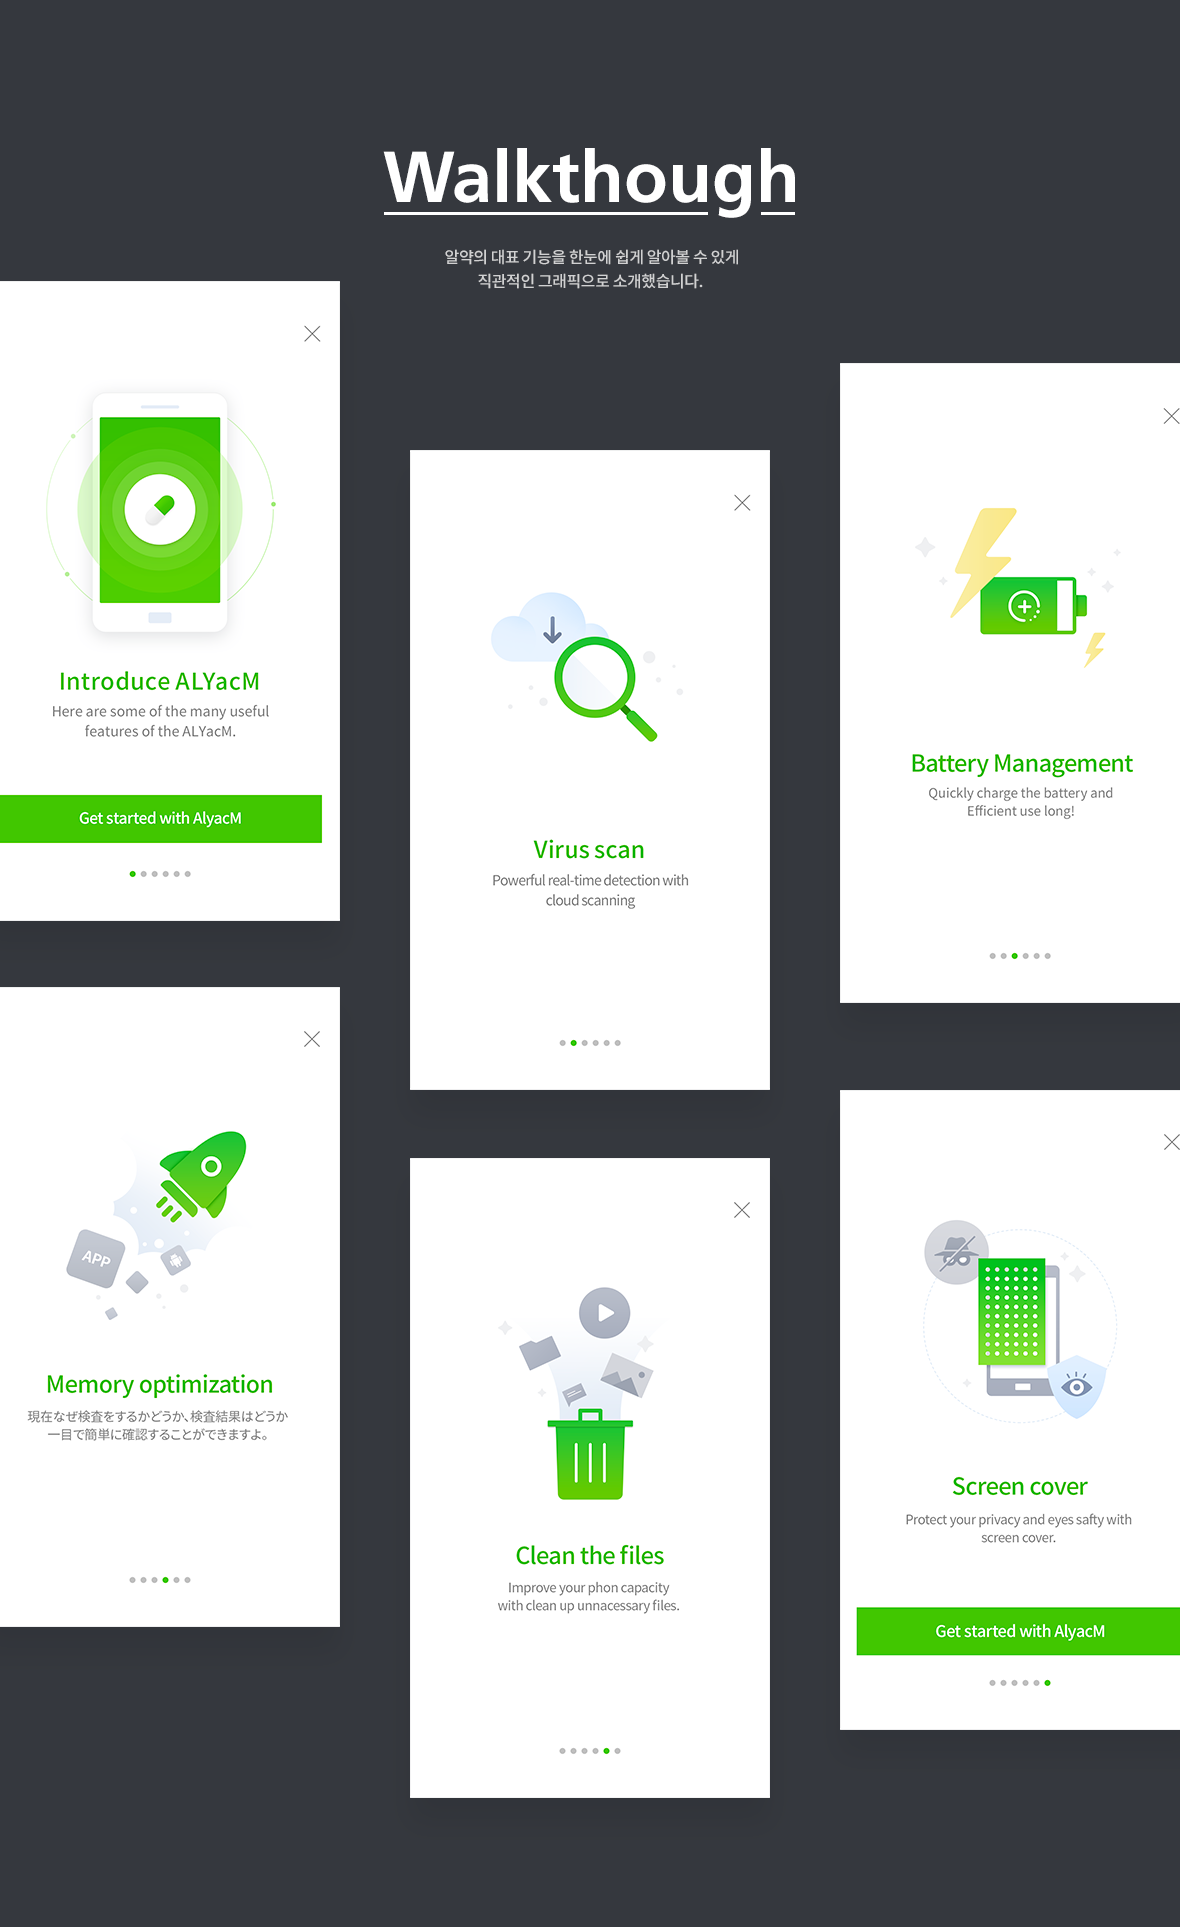 Walkthough
알약의 대표 기능을 한눈에 쉽게 알아볼 수 있게
직관적인 그래픽으로 소개했습니다.
Introduce ALYacM
Here are some of the many useful
features of the ALYacM.
Get started with AlyacM
Virus scan
Powerful real-time detection with
cloud scanning
Battery Management
Quickly charge the battery and
Efficient use long!
APP
Memory optimization
現在なぜ検査をするかどうか、検査結果はどうか
一目で簡単に確認することができますよ。
Clean the files
Improve your phon capacity
with clean up unnacessary files.
Screen cover
Protect your privacy and eyes safty with
screen cover.
Get started with AlyacM